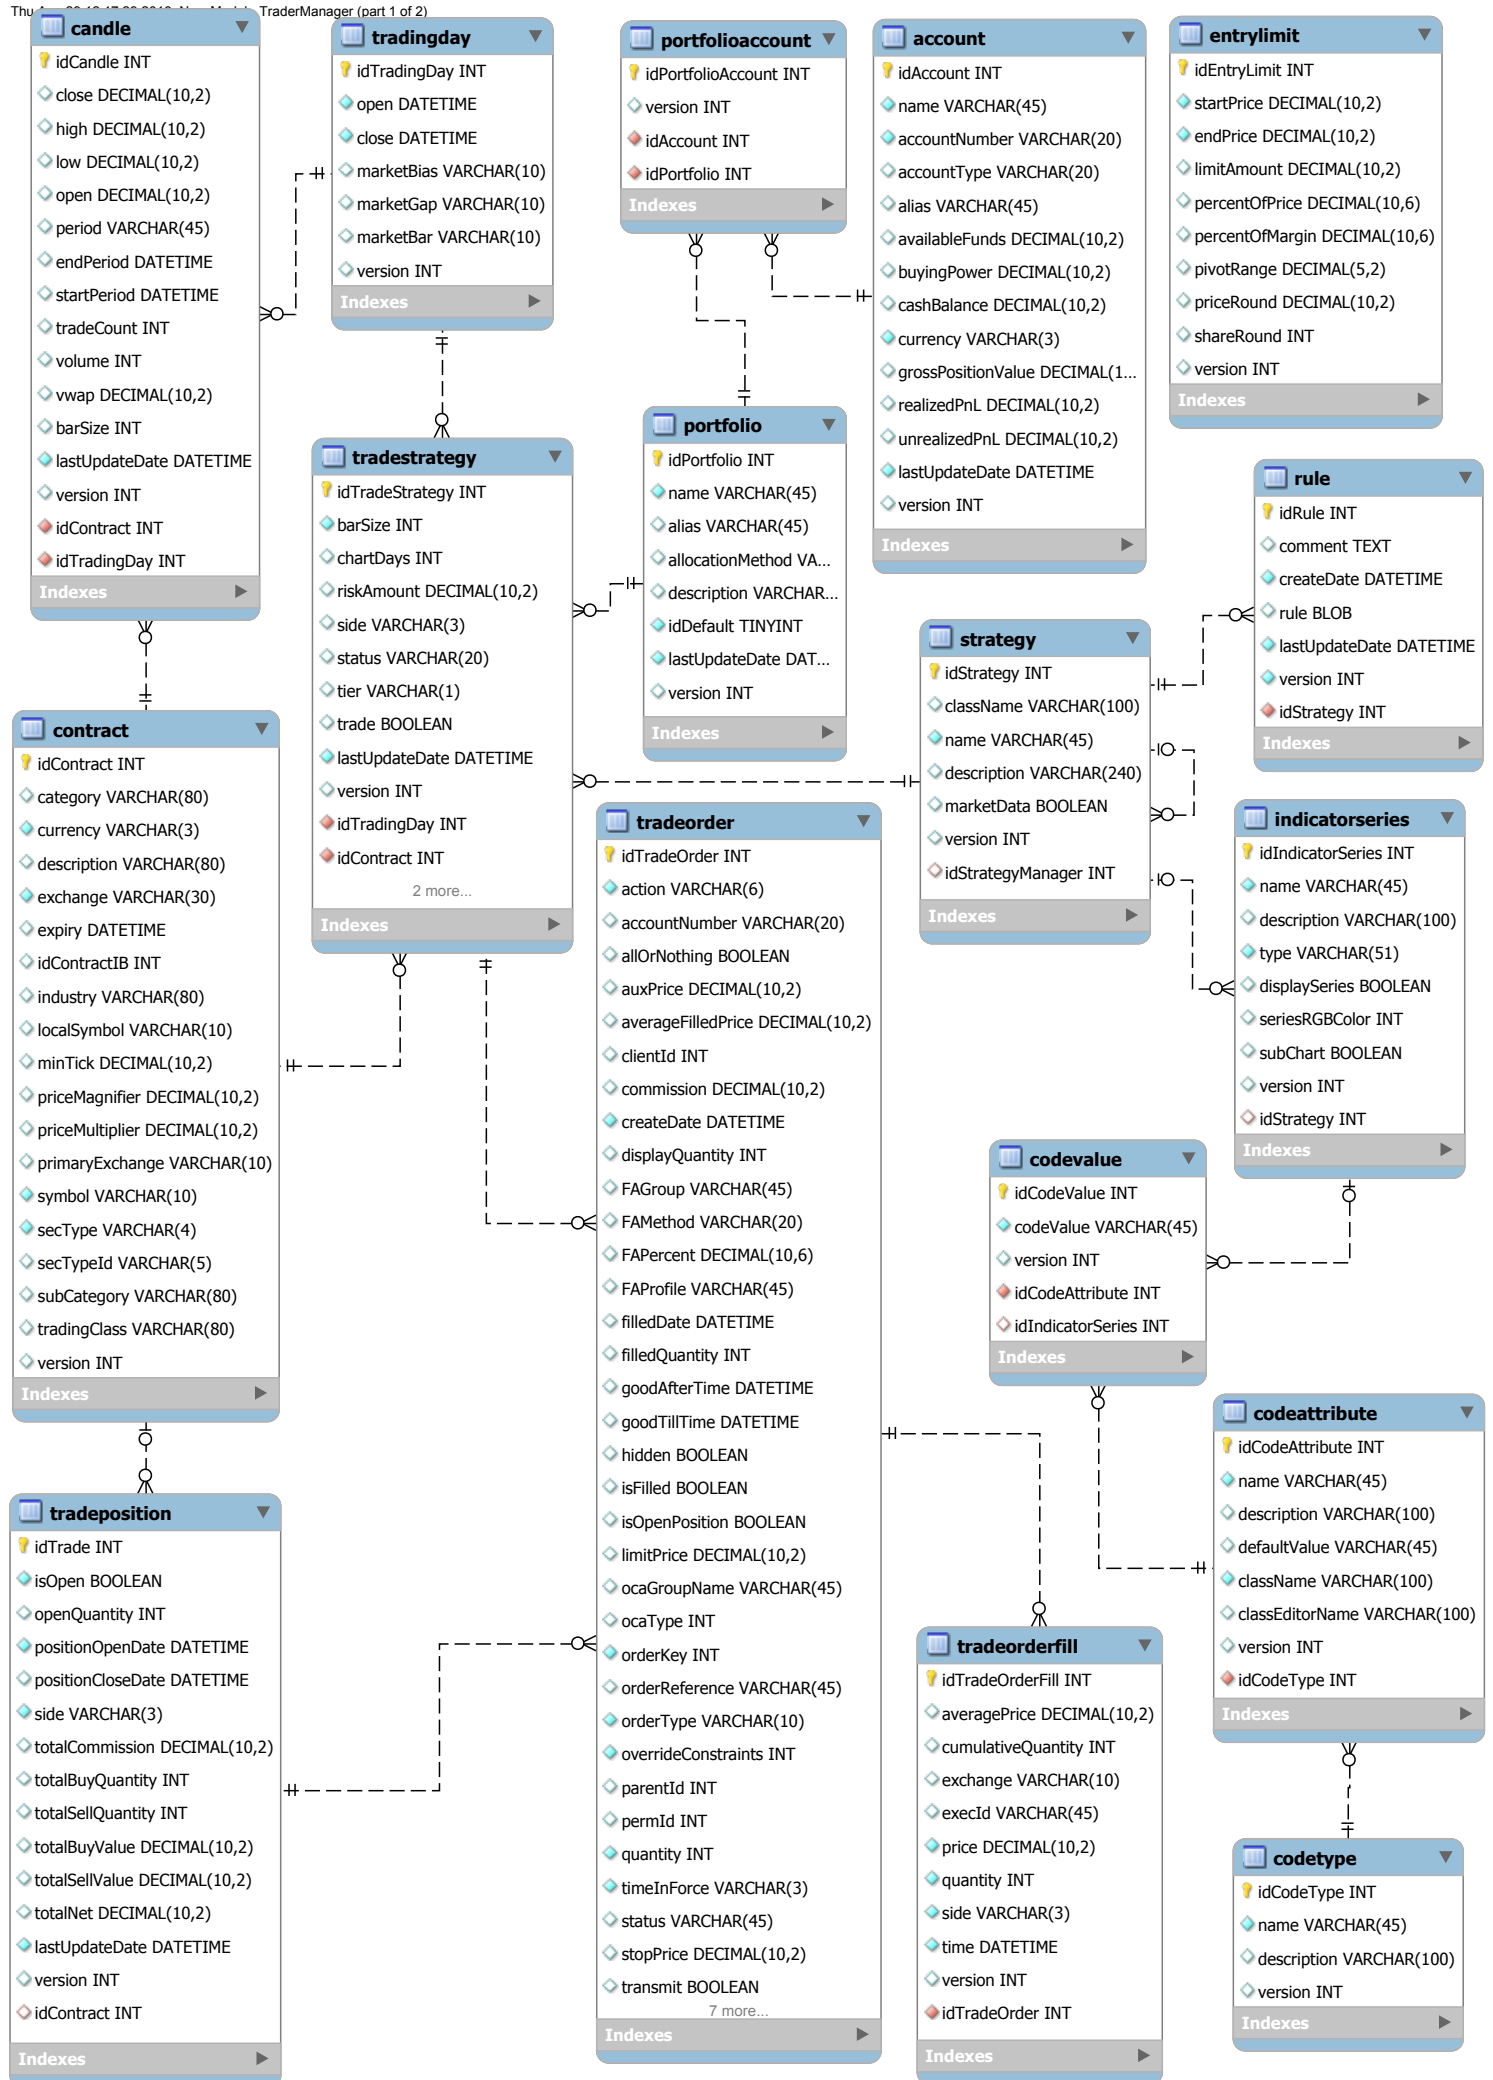 TraderManager (part 1 of 2)
candle
idCandle INT
close DECIMAL(10,2)
high DECIMAL(10,2)
low DECIMAL(10,2)
open DECIMAL(10,2)
period VARCHAR(45)
endPeriod DATETIME
startPeriod DATETIME
tradeCount INT
volume INT
vwap DECIMAL(10,2)
barSize INT
lastUpdateDate DATETIME
version INT
idContract INT
idTradingDay INT
Indexes
tradingday
idTradingDay INT
open DATETIME
close DATETIME
marketBias VARCHAR(10)
marketGap VARCHAR(10)
marketBar VARCHAR(10)
version INT
Indexes
portfolioaccount
idPortfolioAccount INT
version INT
idAccount INT
idPortfolio INT
Indexes
account
idAccount INT
name VARCHAR(45)
accountNumber VARCHAR(20)
accountType VARCHAR(20)
alias VARCHAR(45)
availableFunds DECIMAL(10,2)
buyingPower DECIMAL(10,2)
cashBalance DECIMAL(10,2)
currency VARCHAR(3)
grossPositionValue DECIMAL(1...
realizedPnL DECIMAL(10,2)
unrealizedPnL DECIMAL(10,2)
lastUpdateDate DATETIME
version INT
Indexes
entrylimit
idEntryLimit INT
startPrice DECIMAL(10,2)
endPrice DECIMAL(10,2)
limitAmount DECIMAL(10,2)
percentOfPrice DECIMAL(10,6)
percentOfMargin DECIMAL(10,6)
pivotRange DECIMAL(5,2)
priceRound DECIMAL(10,2)
shareRound INT
version INT
Indexes
tradestrategy
idTradeStrategy INT
barSize INT
chartDays INT
riskAmount DECIMAL(10,2)
side VARCHAR(3)
status VARCHAR(20)
tier VARCHAR(1)
trade BOOLEAN
lastUpdateDate DATETIME
version INT
idTradingDay INT
idContract INT
2 more...
Indexes
portfolio
idPortfolio INT
name VARCHAR(45)
alias VARCHAR(45)
allocationMethod VA...
description VARCHAR...
idDefault TINYINT
lastUpdateDate DAT...
version INT
Indexes
rule
idRule INT
comment TEXT
createDate DATETIME
rule BLOB
lastUpdateDate DATETIME
version INT
idStrategy INT
Indexes
strategy
idStrategy INT
className VARCHAR(100)
name VARCHAR(45)
description VARCHAR(240)
marketData BOOLEAN
version INT
idStrategyManager INT
Indexes
contract
idContract INT
category VARCHAR(80)
currency VARCHAR(3)
description VARCHAR(80)
exchange VARCHAR(30)
expiry DATETIME
idContractIB INT
industry VARCHAR(80)
localSymbol VARCHAR(10)
minTick DECIMAL(10,2)
priceMagnifier DECIMAL(10,2)
priceMultiplier DECIMAL(10,2)
primaryExchange VARCHAR(10)
symbol VARCHAR(10)
secType VARCHAR(4)
secTypeId VARCHAR(5)
subCategory VARCHAR(80)
tradingClass VARCHAR(80)
version INT
Indexes
tradeorder
idTradeOrder INT
action VARCHAR(6)
accountNumber VARCHAR(20)
allOrNothing BOOLEAN
auxPrice DECIMAL(10,2)
averageFilledPrice DECIMAL(10,2)
clientId INT
commission DECIMAL(10,2)
createDate DATETIME
displayQuantity INT
FAGroup VARCHAR(45)
FAMethod VARCHAR(20)
FAPercent DECIMAL(10,6)
FAProfile VARCHAR(45)
filledDate DATETIME
filledQuantity INT
goodAfterTime DATETIME
goodTillTime DATETIME
hidden BOOLEAN
isFilled BOOLEAN
isOpenPosition BOOLEAN
limitPrice DECIMAL(10,2)
ocaGroupName VARCHAR(45)
ocaType INT
orderKey INT
orderReference VARCHAR(45)
orderType VARCHAR(10)
overrideConstraints INT
parentId INT
permId INT
quantity INT
timeInForce VARCHAR(3)
status VARCHAR(45)
stopPrice DECIMAL(10,2)
transmit BOOLEAN
7 more...
Indexes
indicatorseries
idIndicatorSeries INT
name VARCHAR(45)
description VARCHAR(100)
type VARCHAR(51)
displaySeries BOOLEAN
seriesRGBColor INT
subChart BOOLEAN
version INT
idStrategy INT
Indexes
codevalue
idCodeValue INT
codeValue VARCHAR(45)
version INT
idCodeAttribute INT
idIndicatorSeries INT
Indexes
codeattribute
idCodeAttribute INT
name VARCHAR(45)
description VARCHAR(100)
defaultValue VARCHAR(45)
className VARCHAR(100)
classEditorName VARCHAR(100)
version INT
idCodeType INT
Indexes
tradeposition
idTrade INT
isOpen BOOLEAN
openQuantity INT
positionOpenDate DATETIME
positionCloseDate DATETIME
side VARCHAR(3)
totalCommission DECIMAL(10,2)
totalBuyQuantity INT
totalSellQuantity INT
totalBuyValue DECIMAL(10,2)
totalSellValue DECIMAL(10,2)
totalNet DECIMAL(10,2)
lastUpdateDate DATETIME
version INT
idContract INT
Indexes
tradeorderfill
idTradeOrderFill INT
averagePrice DECIMAL(10,2)
cumulativeQuantity INT
exchange VARCHAR(10)
execId VARCHAR(45)
price DECIMAL(10,2)
quantity INT
side VARCHAR(3)
time DATETIME
version INT
idTradeOrder INT
Indexes
codetype
idCodeType INT
name VARCHAR(45)
description VARCHAR(100)
version INT
Indexes